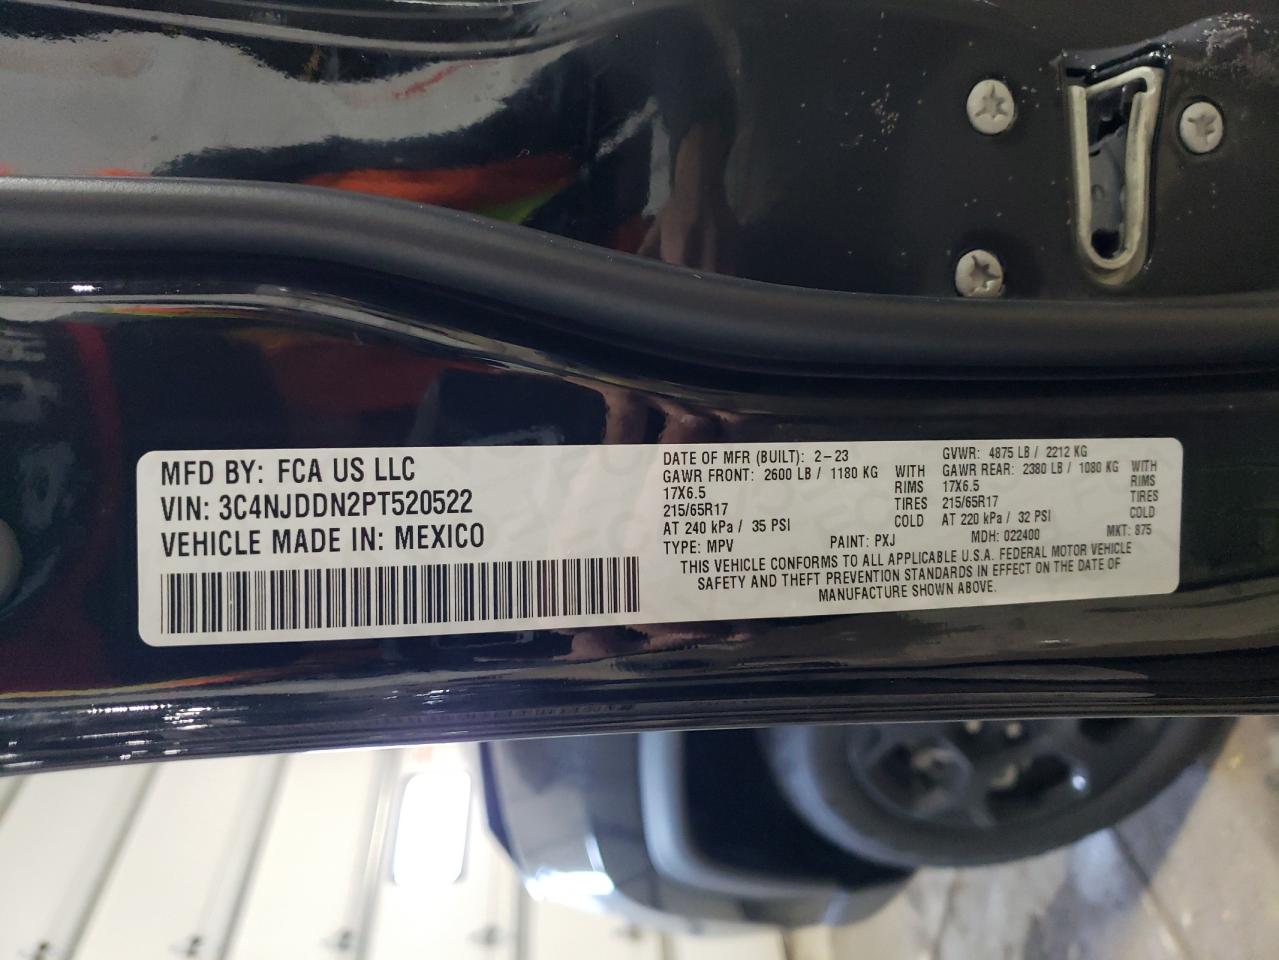 MFD BY: FCA US LLC
VIN: 3C4NJDDN2PT520522
VEHICLE MADE IN: MEXICO
DATE OF MFR (BUILT): 2-23
GAWR FRONT: 2600 LB / 1180 KG WITH
17X6.5 RIMS
215/65R17 TIRES
AT 240 kPa / 35 PSI COLD
TYPE: MPV PAINT: PXJ
GVWR: 4875 LB / 2212 KG
GAWR REAR: 2380 LB / 1080 KG WITH
17X6.5 RIMS
215/65R17 TIRES
AT 220 kPa / 32 PSI COLD
MDH: 022400 MKT: 875
THIS VEHICLE CONFORMS TO ALL APPLICABLE U.S.A. FEDERAL MOTOR VEHICLE
SAFETY AND THEFT PREVENTION STANDARDS IN EFFECT ON THE DATE OF
MANUFACTURE SHOWN ABOVE.